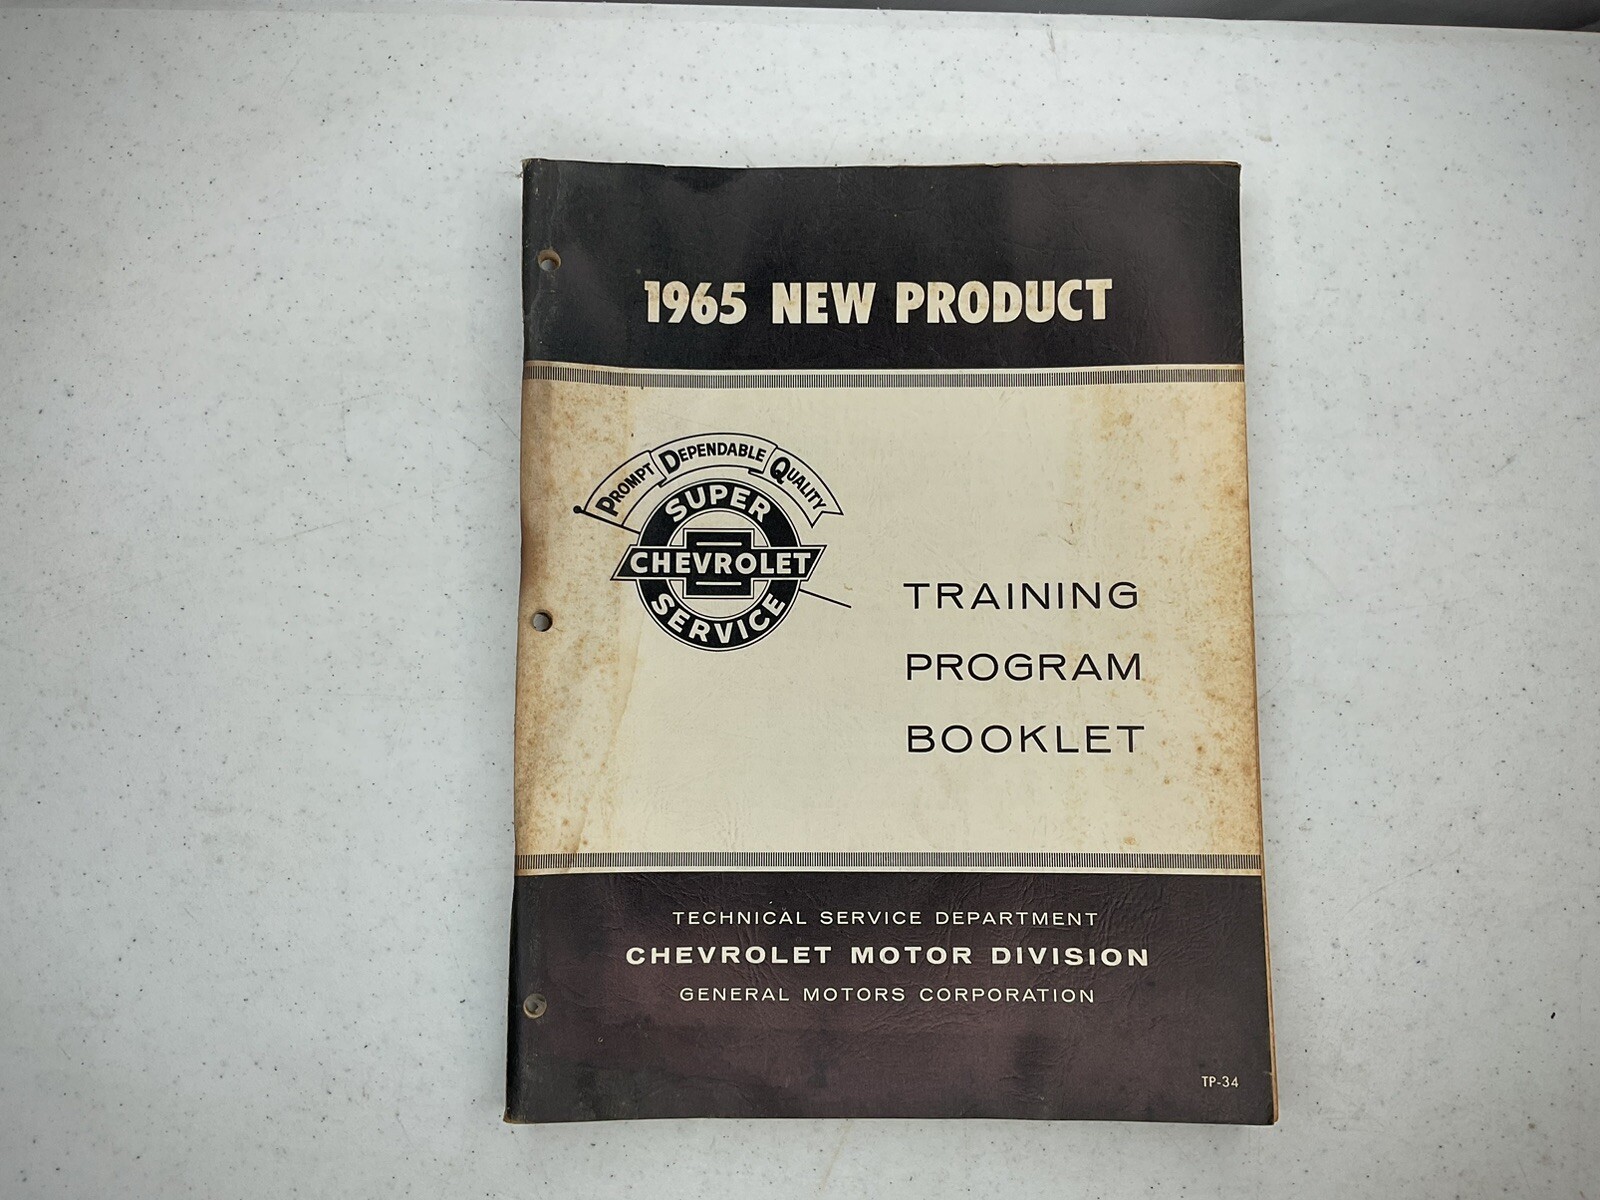 1965 NEW PRODUCT
PROMPT DEPENDABLE QUALITY
SUPER
CHEVROLET
SERVICE
TRAINING
PROGRAM
BOOKLET
TECHNICAL SERVICE DEPARTMENT
CHEVROLET MOTOR DIVISION
GENERAL MOTORS CORPORATION
TP-34